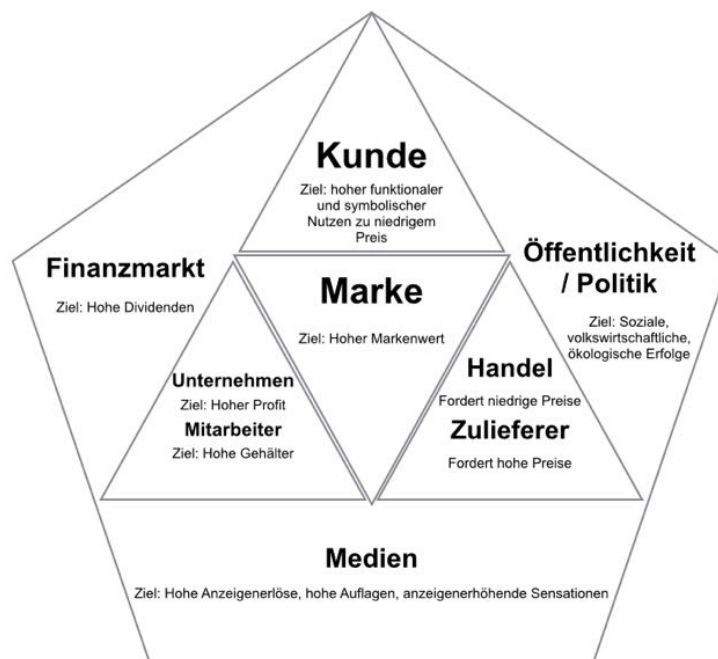 Kunde
Ziel: hoher funktionaler
und symbolischer
Nutzen zu niedrigem
Preis
Finanzmarkt
Ziel: Hohe Dividenden
Öffentlichkeit
/ Politik
Ziel: Soziale,
volkswirtschaftliche,
ökologische Erfolge
Marke
Ziel: Hoher Markenwert
Unternehmen
Ziel: Hoher Profit
Mitarbeiter
Ziel: Hohe Gehälter
Handel
Fordert niedrige Preise
Zulieferer
Fordert hohe Preise
Medien
Ziel: Hohe Anzeigenerlöse, hohe Auflagen, anzeigenerhöhende Sensationen